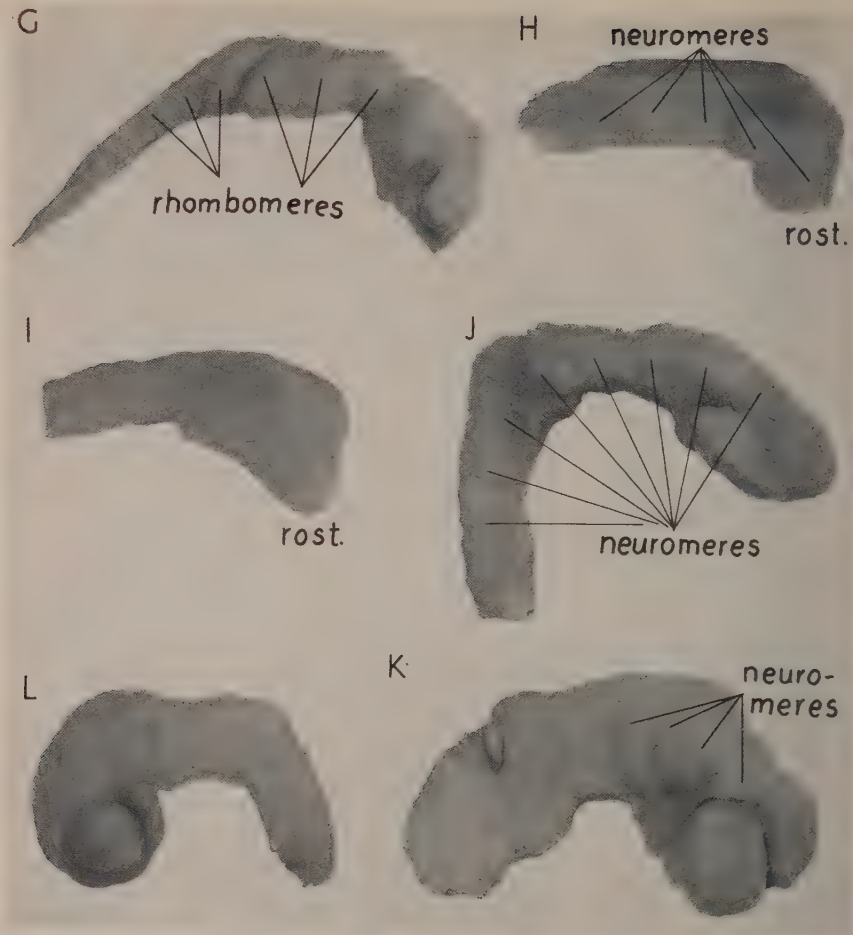 G
H
neuromeres
rhombomeres
rost.
I
J
rost.
neuromeres
L
K
neuro-
meres